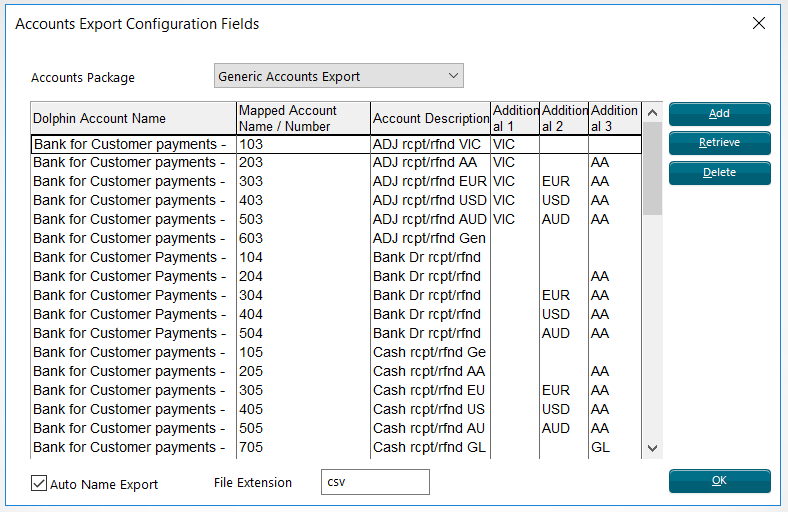 Accounts Export Configuration Fields
Accounts Package Generic Accounts Export
Dolphin Account Name Mapped Account Name / Number Account Description Addition al 1 Addition al 2 Addition al 3
Bank for Customer payments - 103 ADJ rcpt/rfnd VIC VIC
Bank for Customer payments - 203 ADJ rcpt/rfnd AA VIC AA
Bank for Customer payments - 303 ADJ rcpt/rfnd EUR VIC EUR AA
Bank for Customer payments - 403 ADJ rcpt/rfnd USD VIC USD AA
Bank for Customer payments - 503 ADJ rcpt/rfnd AUD VIC AUD AA
Bank for Customer payments - 603 ADJ rcpt/rfnd Gen
Bank for Customer Payments - 104 Bank Dr rcpt/rfnd
Bank for Customer Payments - 204 Bank Dr rcpt/rfnd AA
Bank for Customer Payments - 304 Bank Dr rcpt/rfnd EUR AA
Bank for Customer Payments - 404 Bank Dr rcpt/rfnd USD AA
Bank for Customer Payments - 504 Bank Dr rcpt/rfnd AUD AA
Bank for Customer payments - 105 Cash rcpt/rfnd Ge
Bank for Customer payments - 205 Cash rcpt/rfnd AA AA
Bank for Customer payments - 305 Cash rcpt/rfnd EU EUR AA
Bank for Customer payments - 405 Cash rcpt/rfnd US USD AA
Bank for Customer payments - 505 Cash rcpt/rfnd AU AUD AA
Bank for Customer payments - 705 Cash rcpt/rfnd GL GL
Add
Retrieve
Delete
Auto Name Export File Extension csv
OK